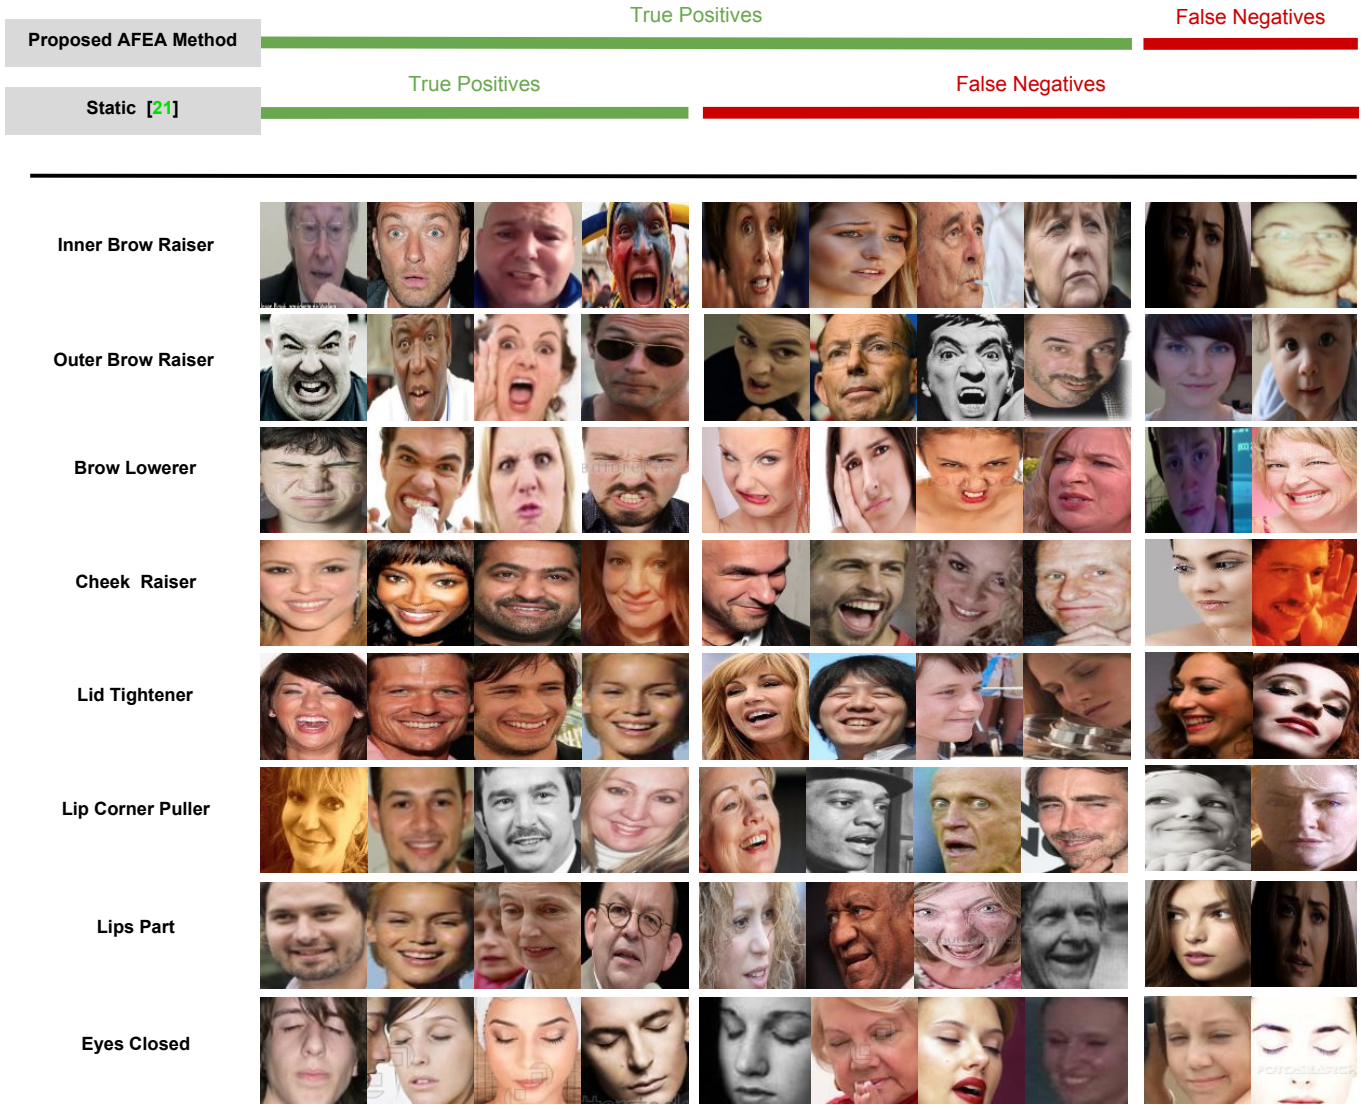 True Positives
False Negatives
Proposed AFEA Method
True Positives
False Negatives
Static [21]
Inner Brow Raiser
Outer Brow Raiser
Brow Lowerer
Cheek Raiser
Lid Tightener
Lip Corner Puller
Lips Part
Eyes Closed
FOTOSEARCH